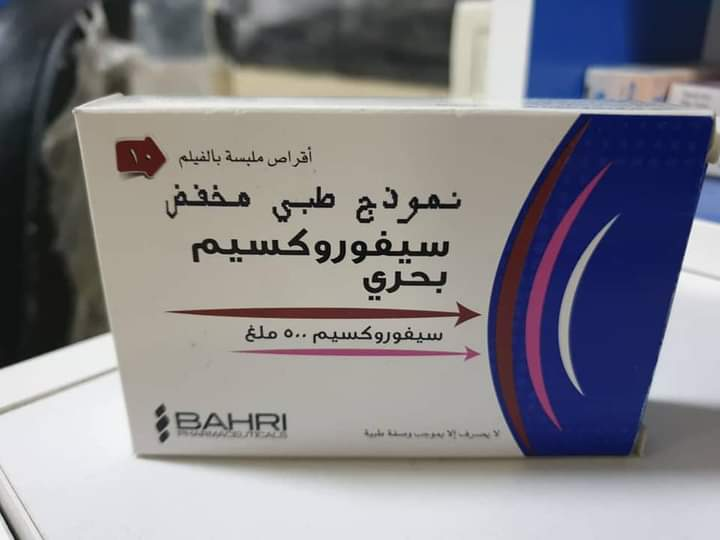 ١٠ أقراص ملبسة بالفيلم
نموذج طبي مخفض
سيفوروكسيم
بحري
سيفوروكسيم ٥٠٠ ملغ
BAHRI
PHARMACEUTICALS
لا يصرف إلا بموجب وصفة طبية